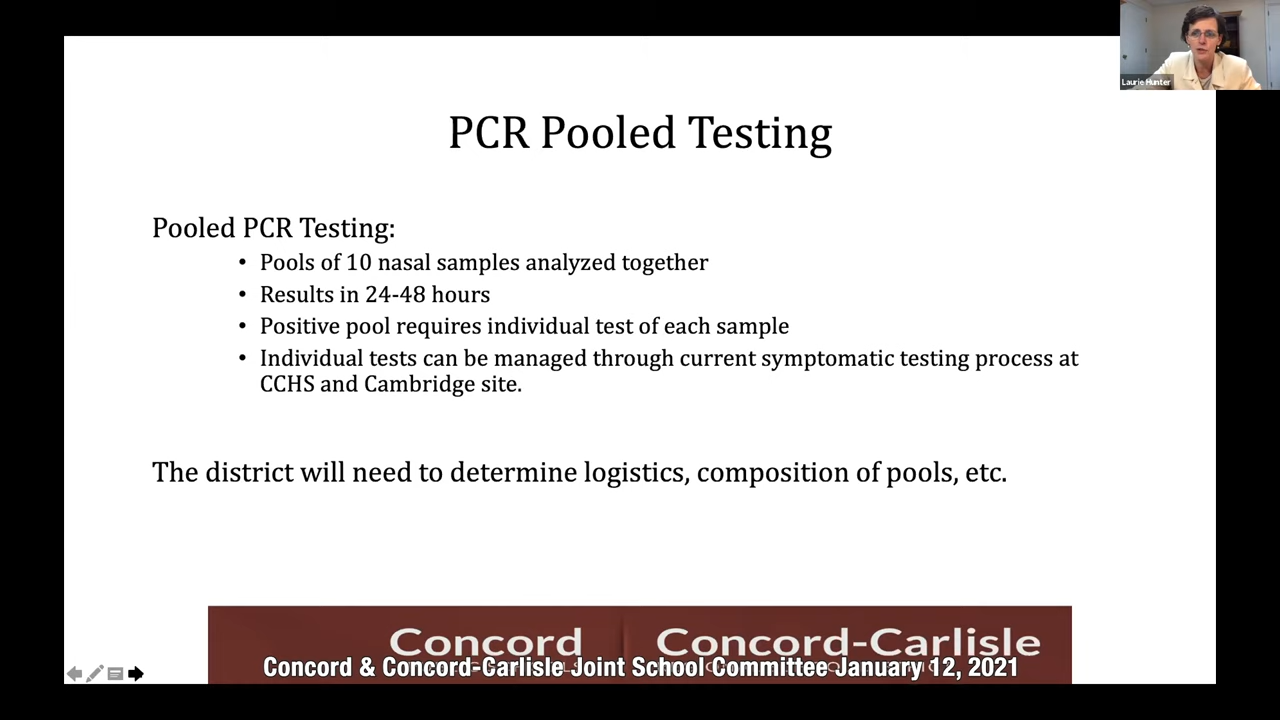 Laurie Hunter
PCR Pooled Testing
Pooled PCR Testing:
• Pools of 10 nasal samples analyzed together
• Results in 24-48 hours
• Positive pool requires individual test of each sample
• Individual tests can be managed through current symptomatic testing process at
CCHS and Cambridge site.
The district will need to determine logistics, composition of pools, etc.
Concord Concord-Carlisle
Concord & Concord-Carlisle Joint School Committee January 12, 2021